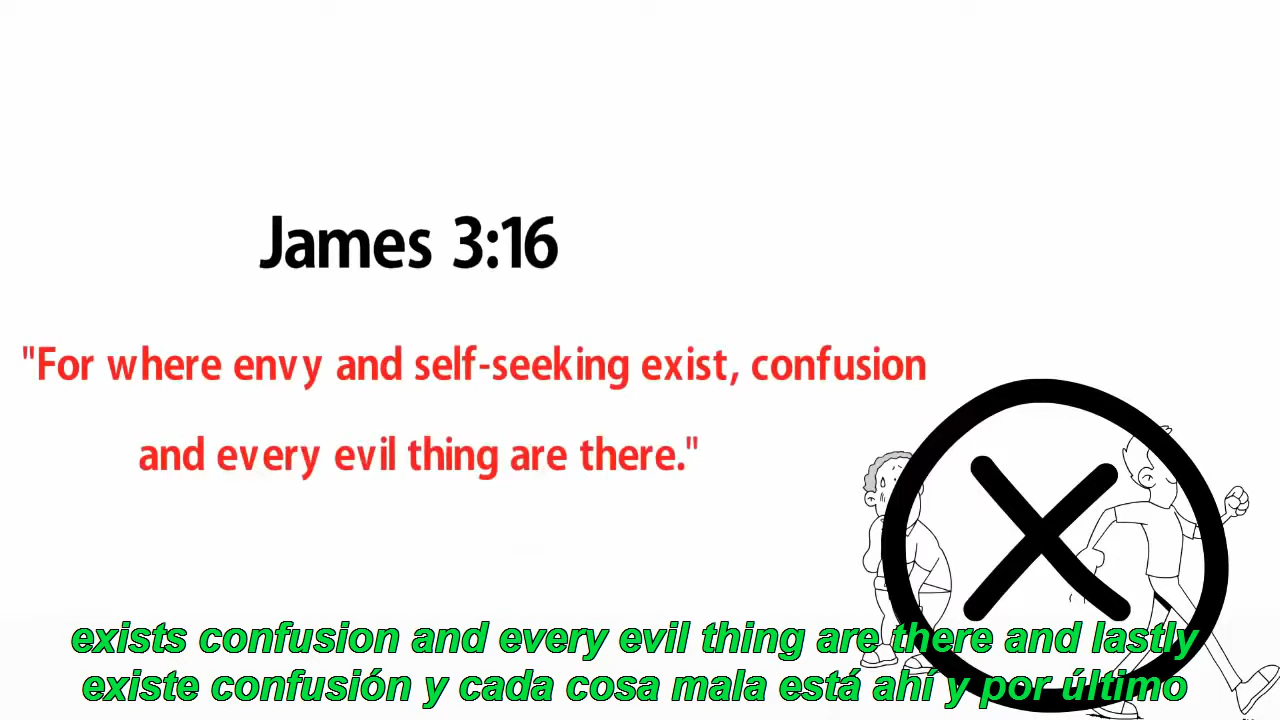 James 3:16
"For where envy and self-seeking exist, confusion
and every evil thing are there."
exists confusion and every evil thing are there and lastly
existe confusión y cada cosa mala está ahí y por último